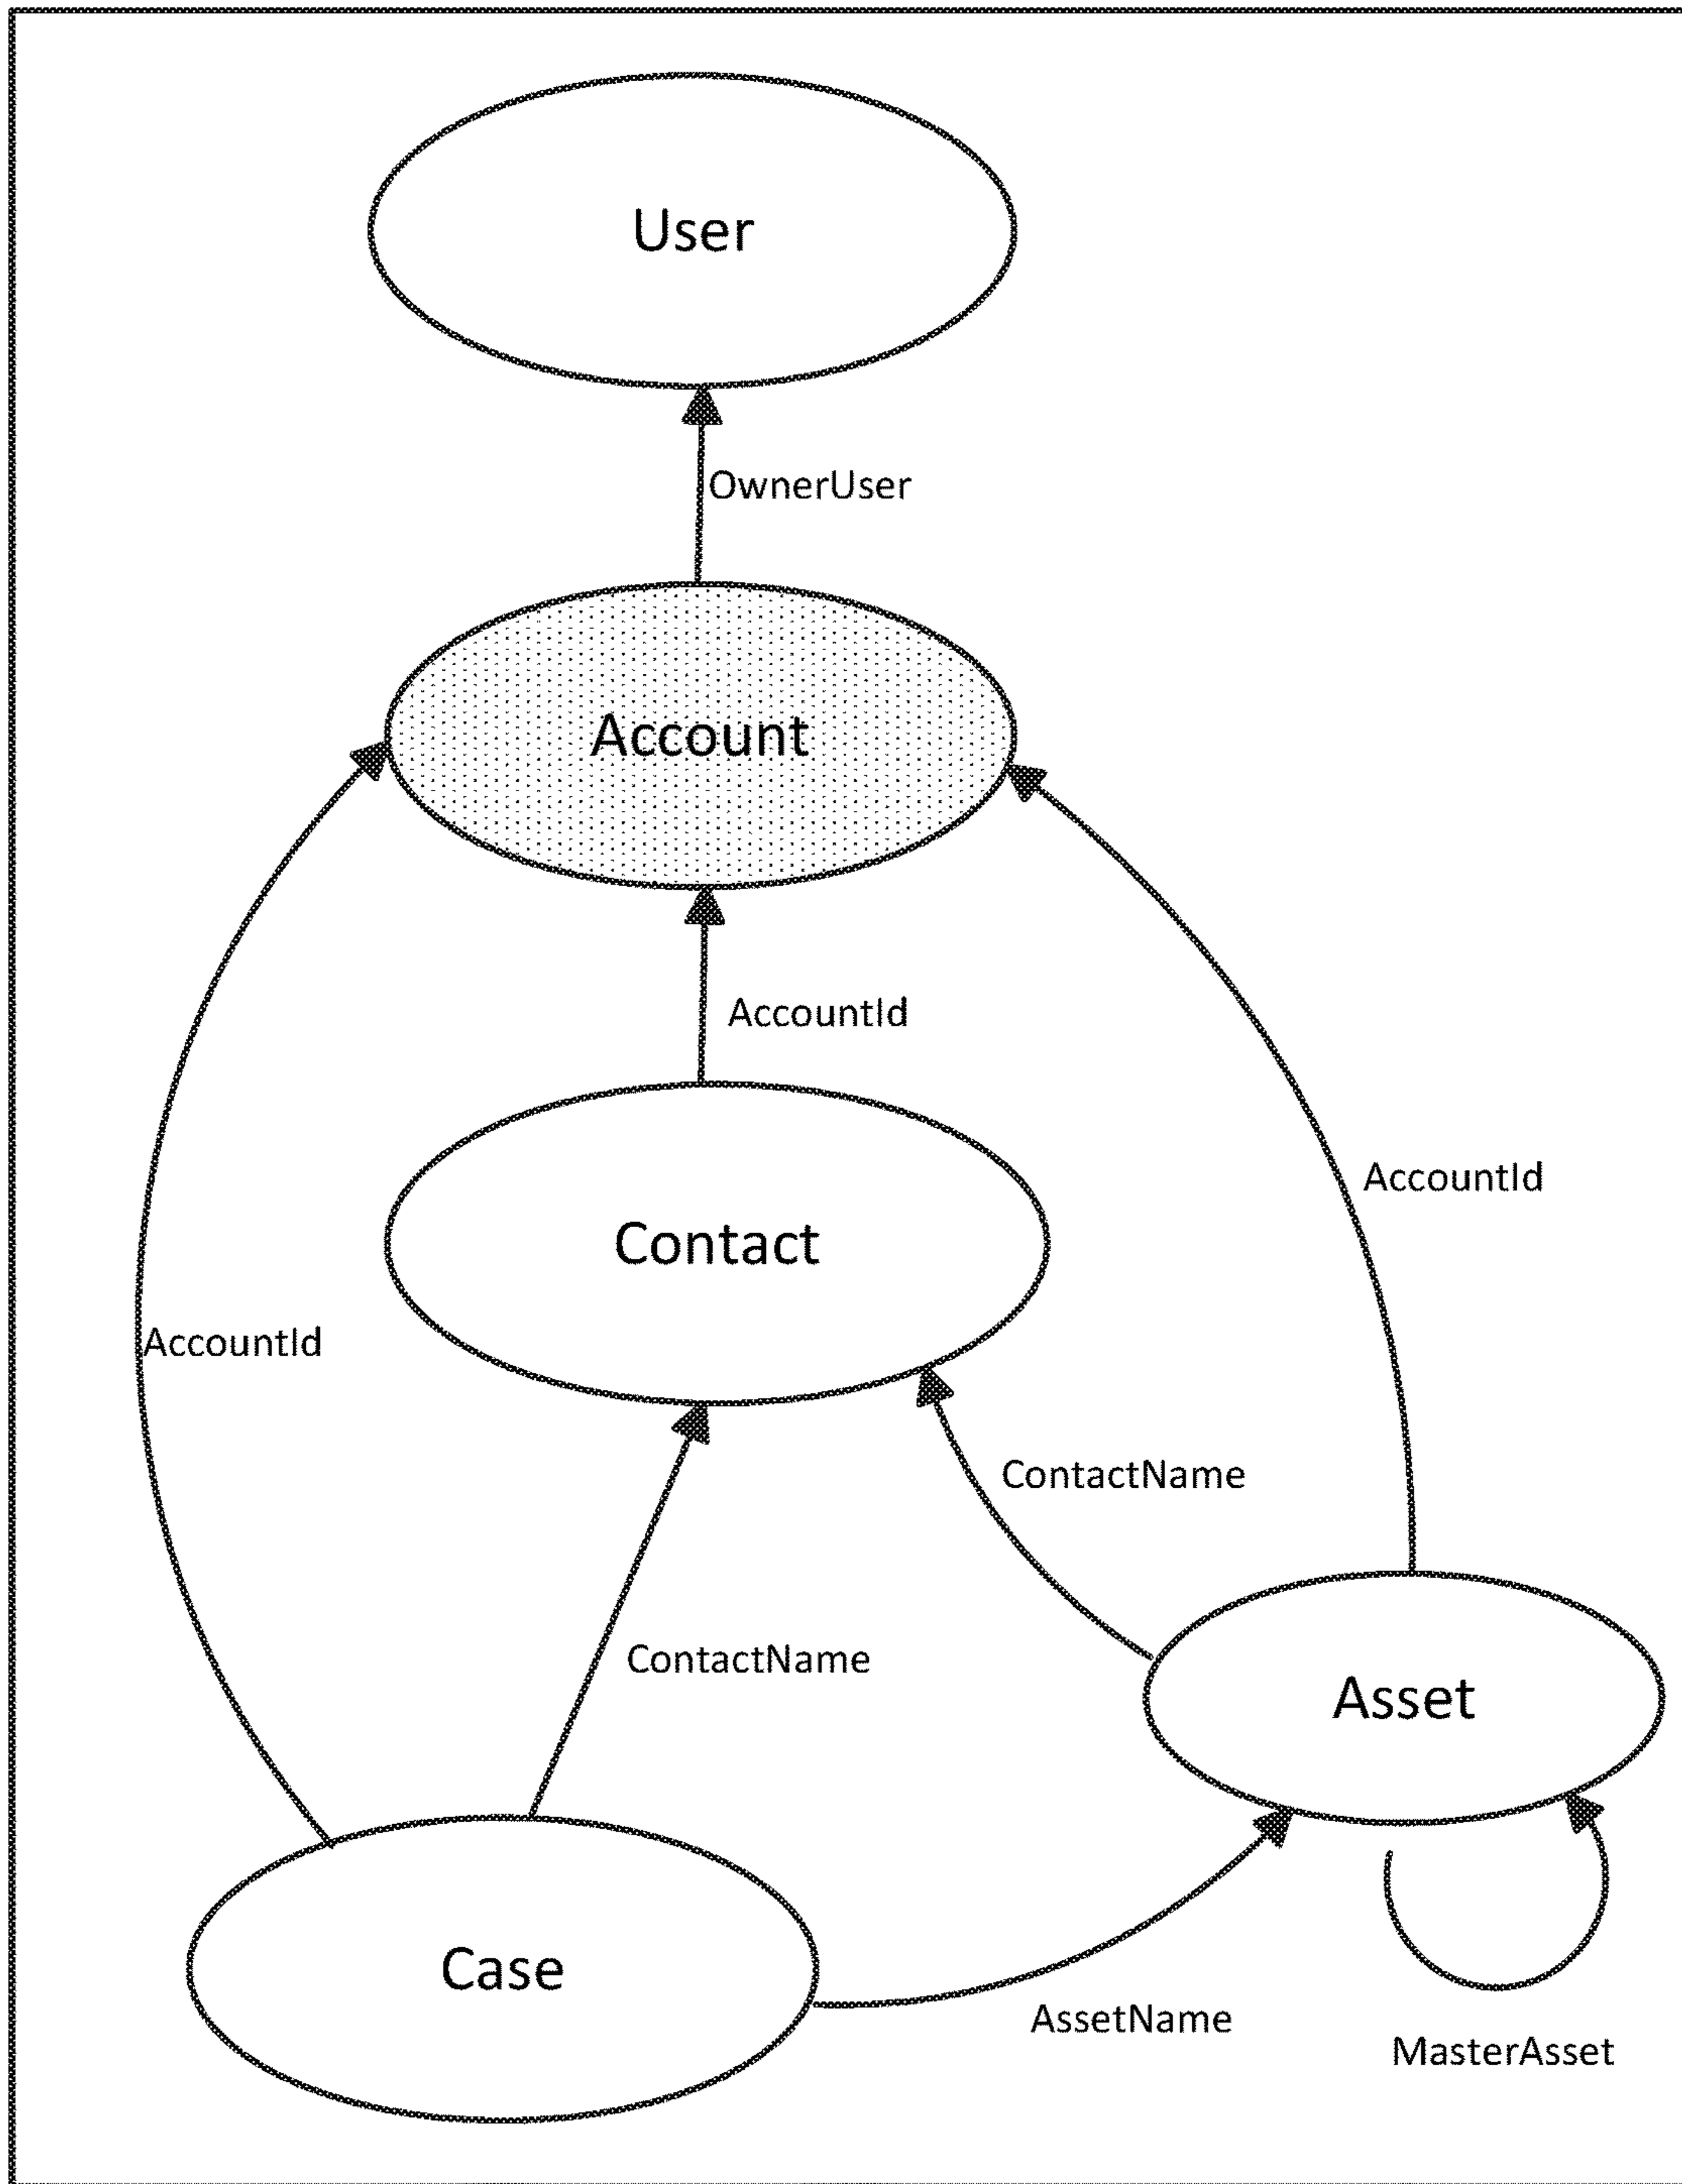 User
OwnerUser
Account
AccountId
AccountId
Contact
AccountId
ContactName
ContactName
Asset
Case
AssetName
MasterAsset